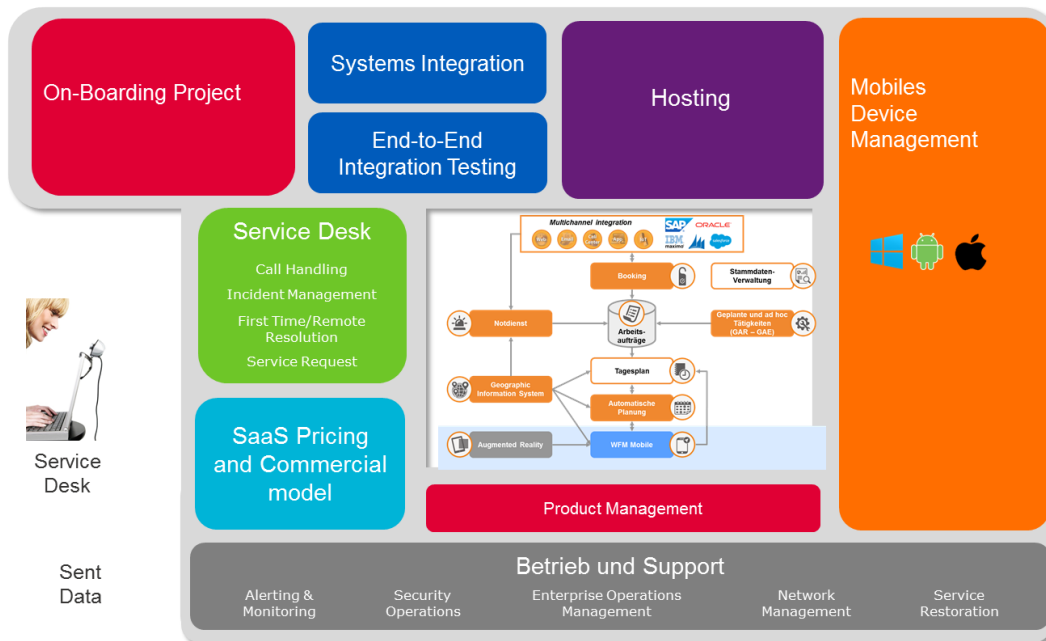 On-Boarding Project
Systems Integration
End-to-End
Integration Testing
Hosting
Mobiles
Device
Management
Service Desk
Call Handling
Incident Management
First Time/Remote
Resolution
Service Request
SaaS Pricing
and Commercial
model
Multichannel integration
SAP
ORACLE
IBM
maximo
salesforce
Booking
Stammdaten-
Verwaltung
Notdienst
Arbeits-
aufträge
Geplante und ad hoc
Tätigkeiten
(GAR – GAE)
Tagesplan
Geographic
Information System
Automatische
Planung
Augmented Reality
WFM Mobile
Product Management
Service
Desk
Sent
Data
Betrieb und Support
Alerting &
Monitoring
Security
Operations
Enterprise Operations
Management
Network
Management
Service
Restoration